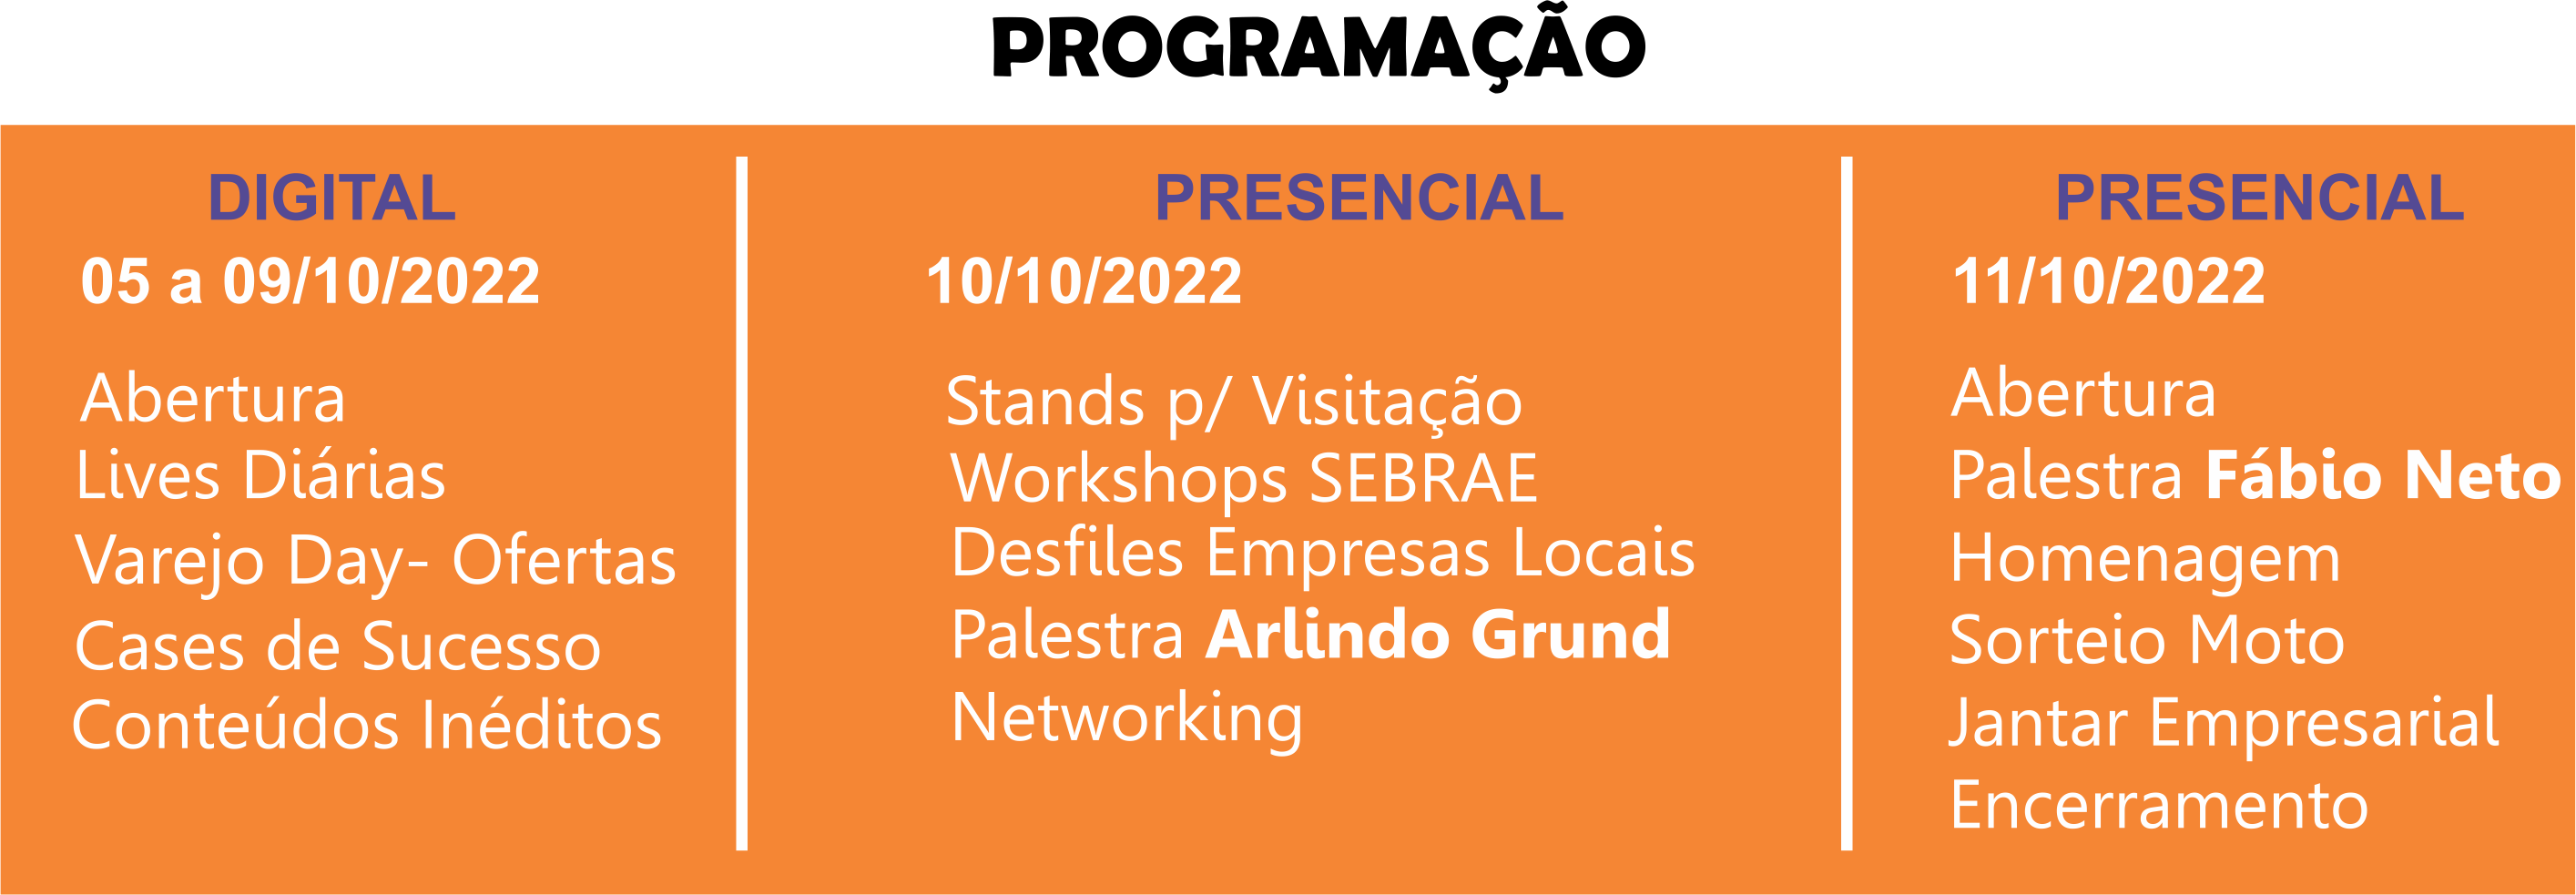 PROGRAMAÇÃO
DIGITAL
05 a 09/10/2022
Abertura
Lives Diárias
Varejo Day- Ofertas
Cases de Sucesso
Conteúdos Inéditos
PRESENCIAL
10/10/2022
Stands p/ Visitação
Workshops SEBRAE
Desfiles Empresas Locais
Palestra Arlindo Grund
Networking
PRESENCIAL
11/10/2022
Abertura
Palestra Fábio Neto
Homenagem
Sorteio Moto
Jantar Empresarial
Encerramento